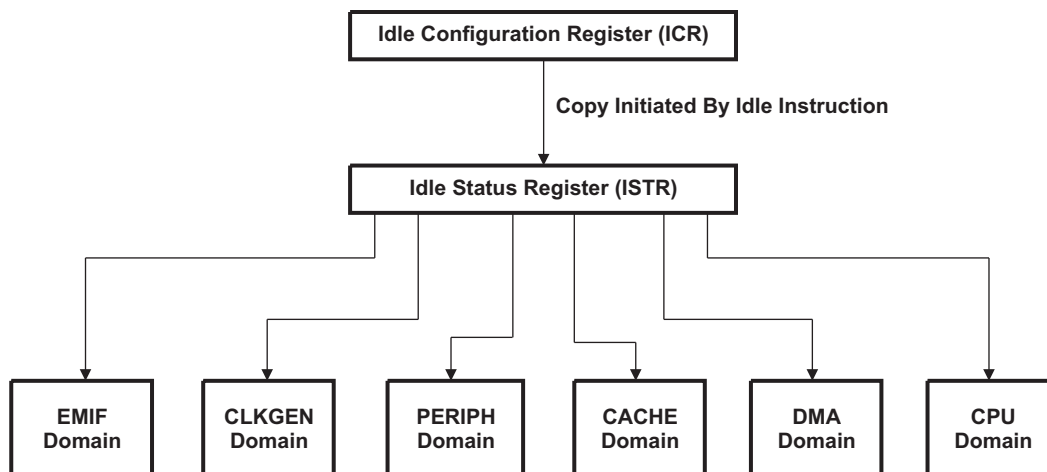 Idle Configuration Register (ICR)
Copy Initiated By Idle Instruction
Idle Status Register (ISTR)
EMIF
Domain
CLKGEN
Domain
PERIPH
Domain
CACHE
Domain
DMA
Domain
CPU
Domain